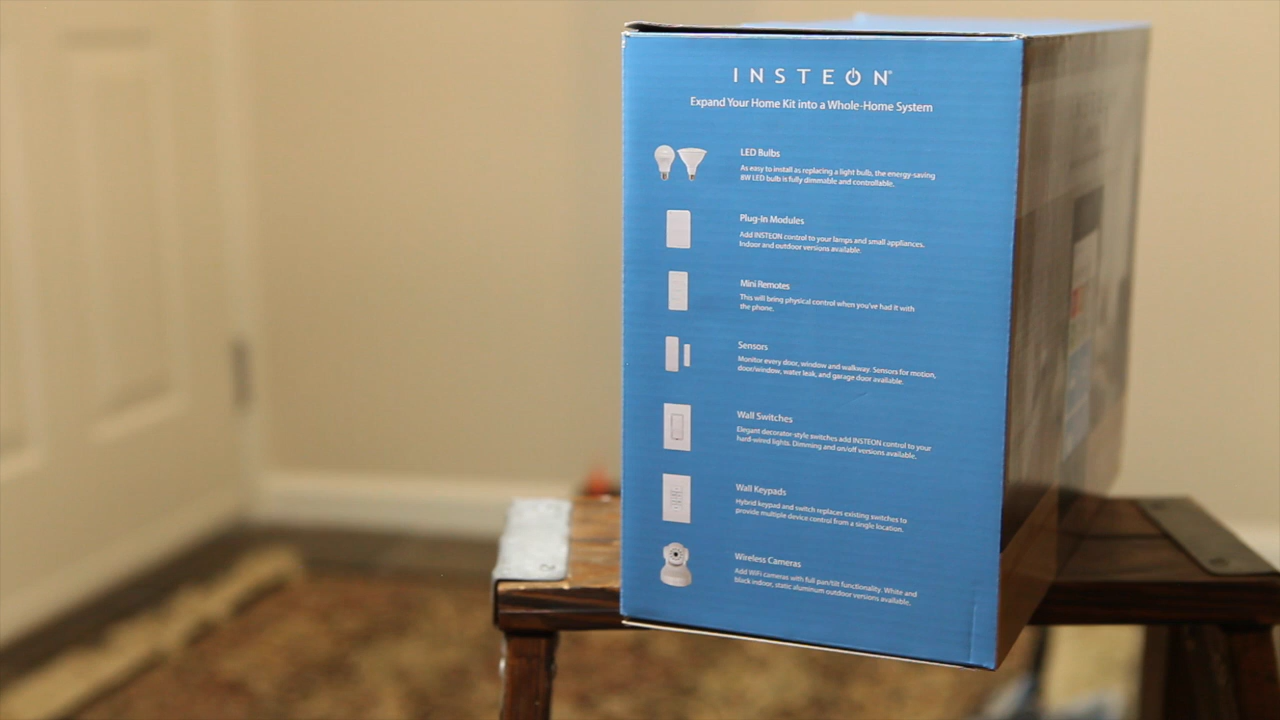 INSTEON®
Expand Your Home Kit into a Whole-Home System
LED Bulbs
As easy to install as replacing a light bulb, the energy-saving
8W LED bulb is fully dimmable and controllable.
Plug-In Modules
Add INSTEON control to your lamps and small appliances.
Indoor and outdoor versions available.
Mini Remotes
This will bring physical control when you've had it with
the phone.
Sensors
Monitor every door, window and walkway. Sensors for motion,
door/window, water leak, and garage door available.
Wall Switches
Elegant decorator-style switches add INSTEON control to your
hard-wired lights. Dimming and on/off versions available.
Wall Keypads
Hybrid keypad and switch replaces existing switches to
provide multiple device control from a single location.
Wireless Cameras
Add WiFi cameras with full pan/tilt functionality. White and
black indoor, static aluminum outdoor versions available.